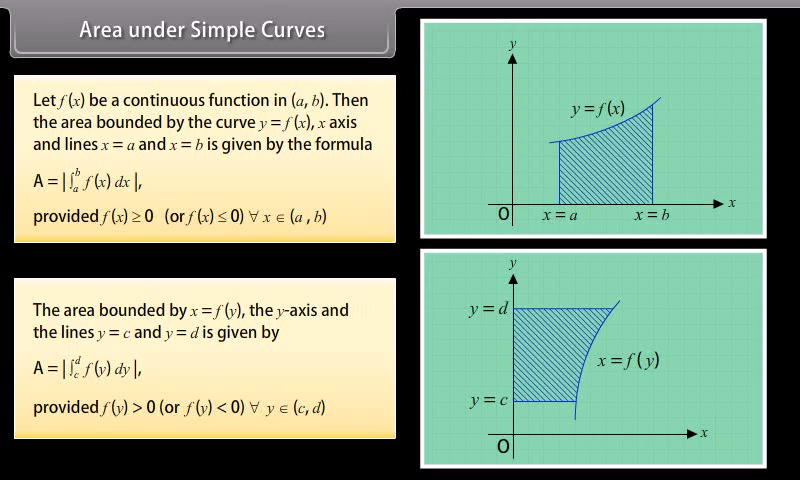 Area under Simple Curves
Let f (x) be a continuous function in (a, b). Then
the area bounded by the curve y = f (x), x axis
and lines x = a and x = b is given by the formula
A = | ∫ₐᵇ f (x) dx |,
provided f (x) ≥ 0 (or f (x) ≤ 0) ∀ x ∈ (a , b)
The area bounded by x = f (y), the y-axis and
the lines y = c and y = d is given by
A = | ∫_c^d f (y) dy |,
provided f (y) > 0 (or f (y) < 0) ∀ y ∈ (c, d)
y
y = f (x)
x
O
x = a
x = b
y
y = d
x = f ( y)
y = c
x
O